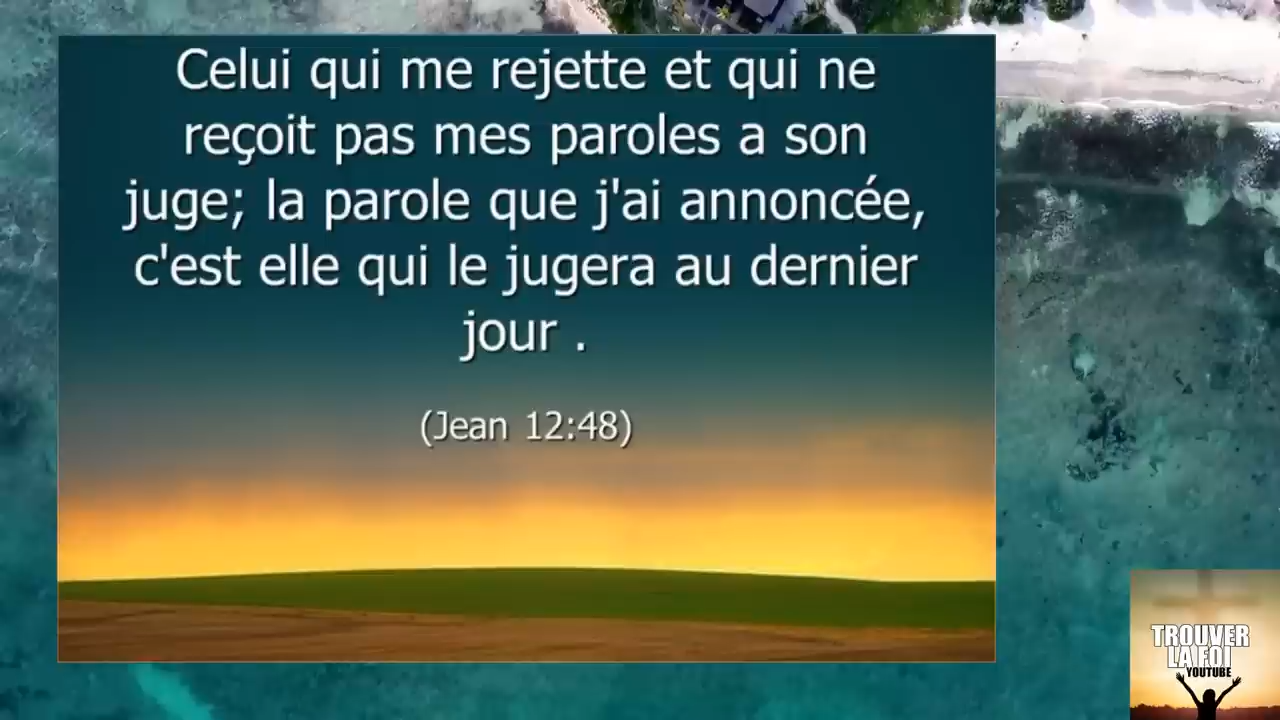 Celui qui me rejette et qui ne
reçoit pas mes paroles a son
juge; la parole que j'ai annoncée,
c'est elle qui le jugera au dernier
jour .
(Jean 12:48)
TROUVER
LA FOI
YOUTUBE